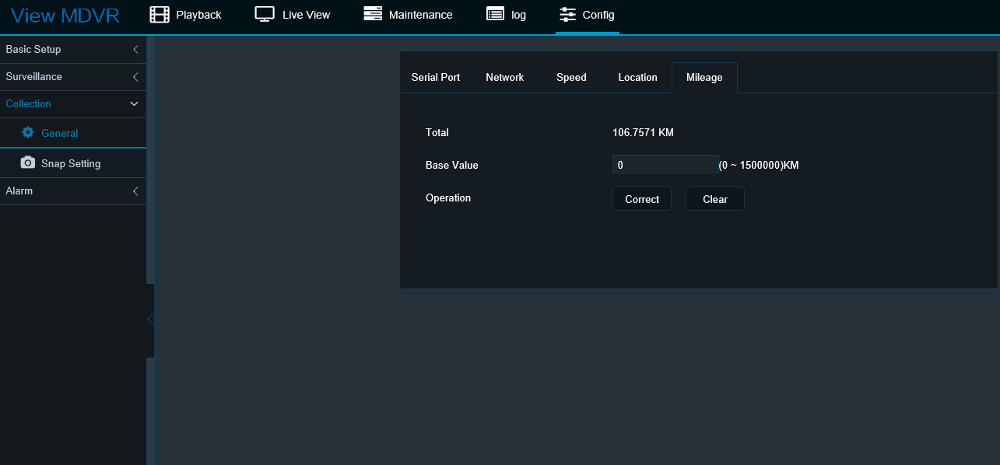 View MDVR Playback Live View Maintenance log Config
Basic Setup
Surveillance
Collection
General
Snap Setting
Alarm
Serial Port Network Speed Location Mileage
Total 106.7571 KM
Base Value 0 (0 ~ 1500000)KM
Operation Correct Clear